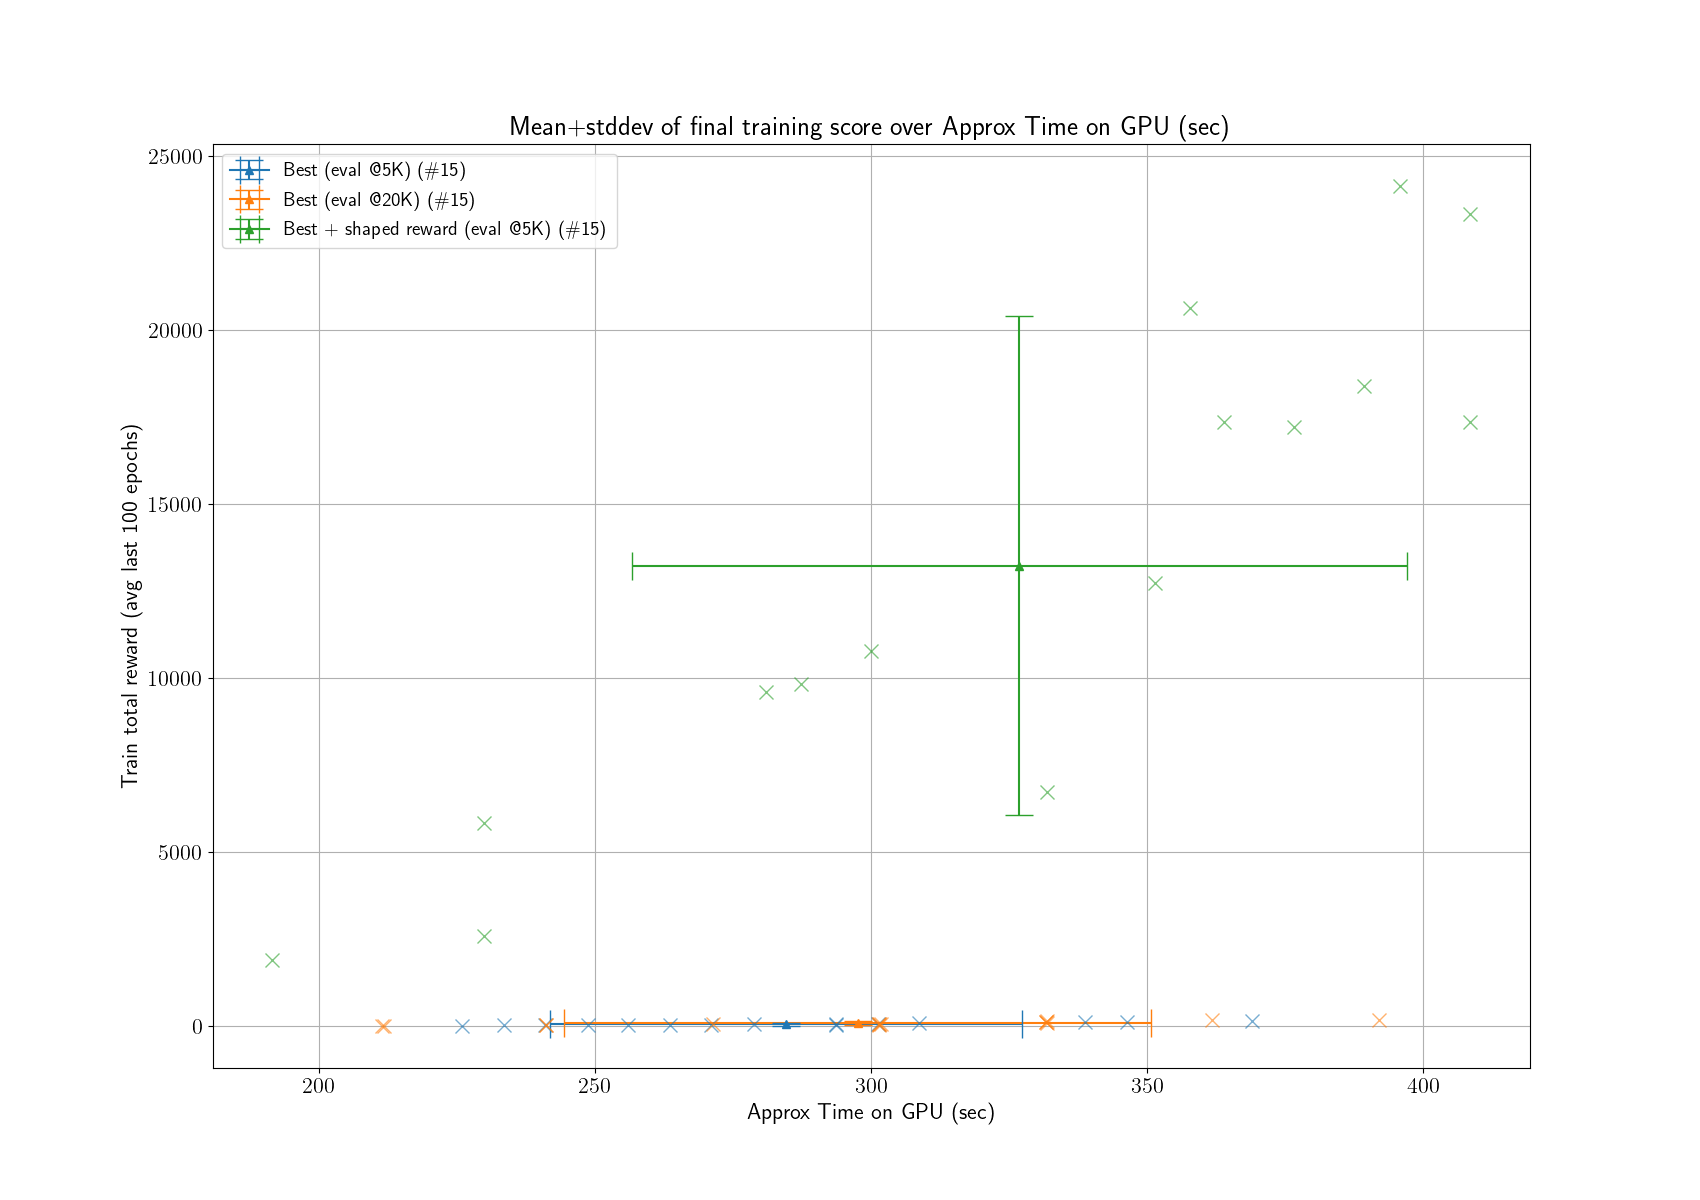 Mean+stddev of final training score over Approx Time on GPU (sec)
Best (eval @5K) (#15)
Best (eval @20K) (#15)
Best + shaped reward (eval @5K) (#15)
Train total reward (avg last 100 epochs)
25000
20000
15000
10000
5000
0
200
250
300
350
400
Approx Time on GPU (sec)